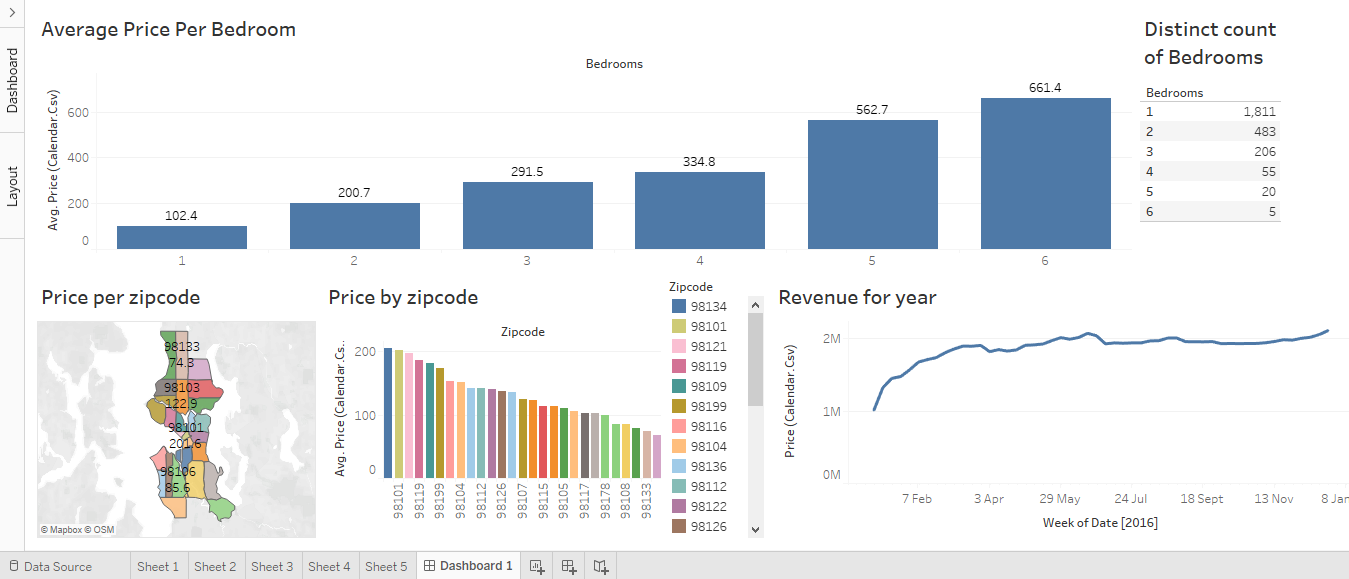 Dashboard
Layout
Average Price Per Bedroom
Bedrooms
Avg. Price (Calendar.Csv)
600
400
200
0
102.4
200.7
291.5
334.8
562.7
661.4
1 2 3 4 5 6
Distinct count
of Bedrooms
Bedrooms
1 1,811
2 483
3 206
4 55
5 20
6 5
Price per zipcode
98133
74.3
98103
122.9
98101
201.6
98106
85.6
© Mapbox © OSM
Price by zipcode
Zipcode
Avg. Price (Calendar.Cs..
200
100
0
98101 98119 98199 98104 98112 98126 98107 98115 98105 98117 98178 98108 98133
Zipcode
98134
98101
98121
98119
98109
98199
98116
98104
98136
98112
98122
98126
Revenue for year
Price (Calendar.Csv)
2M
1M
0M
7 Feb 3 Apr 29 May 24 Jul 18 Sept 13 Nov 8 Jan
Week of Date [2016]
Data Source Sheet 1 Sheet 2 Sheet 3 Sheet 4 Sheet 5 Dashboard 1